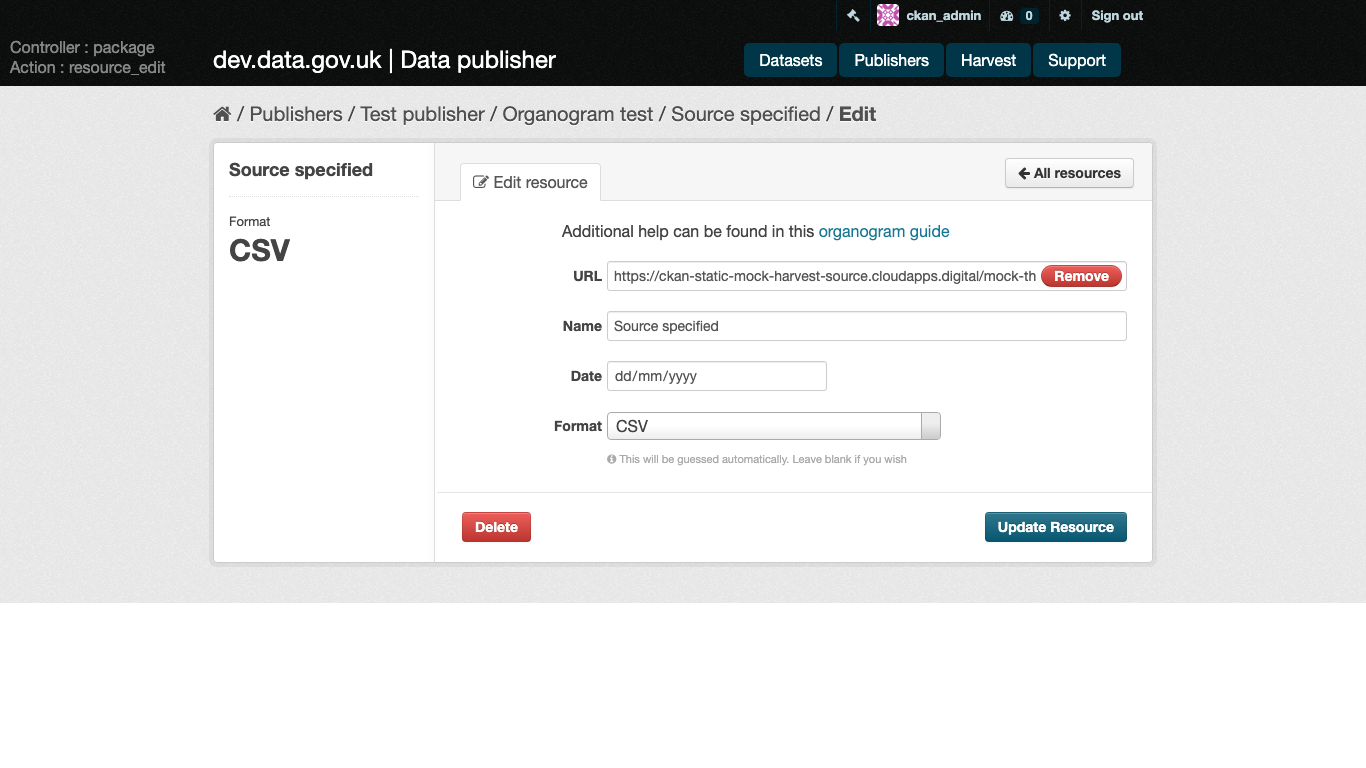 ckan_admin 0 Sign out
Controller : package
Action : resource_edit
dev.data.gov.uk | Data publisher
Datasets Publishers Harvest Support
/ Publishers / Test publisher / Organogram test / Source specified / Edit
Source specified
Format
CSV
Edit resource
All resources
Additional help can be found in this organogram guide
URL https://ckan-static-mock-harvest-source.cloudapps.digital/mock-th Remove
Name Source specified
Date dd/mm/yyyy
Format CSV
This will be guessed automatically. Leave blank if you wish
Delete
Update Resource